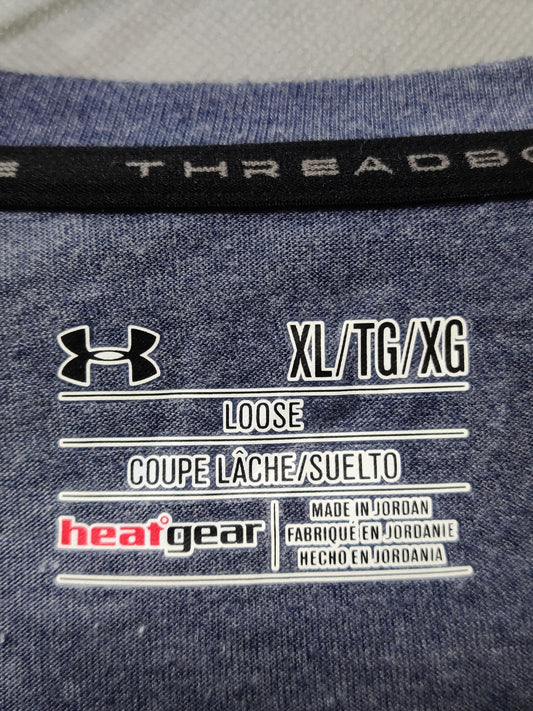 THREADBO
XL/TG/XG
LOOSE
COUPE LÂCHE/SUELTO
heatgear
MADE IN JORDAN
FABRIQUÉ EN JORDANIE
HECHO EN JORDANIA